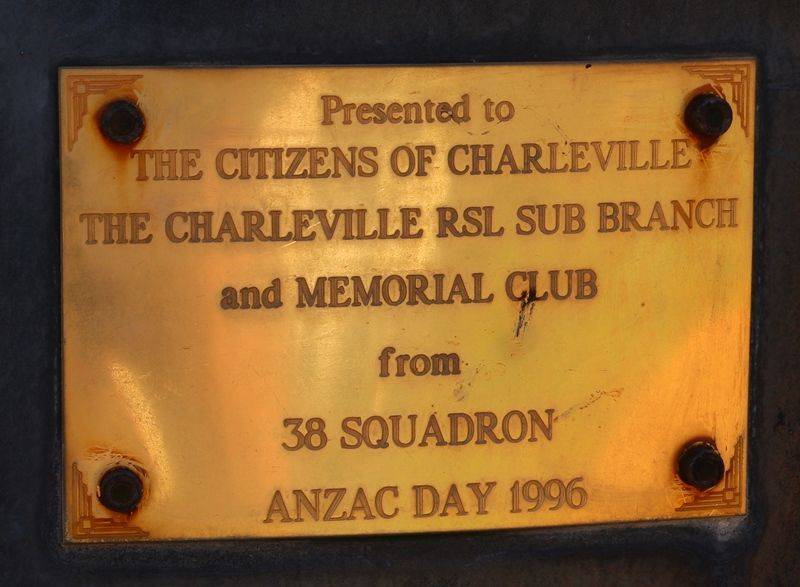 Presented to
THE CITIZENS OF CHARLEVILLE
THE CHARLEVILLE RSL SUB BRANCH
and MEMORIAL CLUB
from
38 SQUADRON
ANZAC DAY 1996